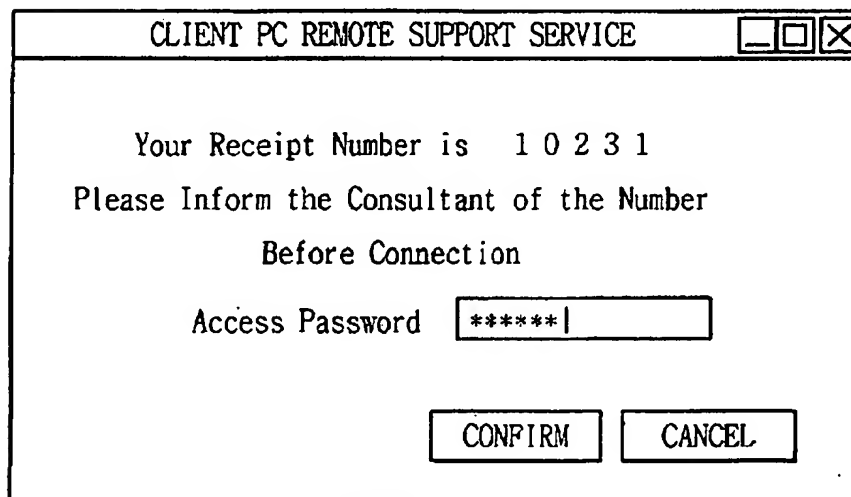 CLIENT PC REMOTE SUPPORT SERVICE
Your Receipt Number is 1 0 2 3 1
Please Inform the Consultant of the Number
Before Connection
Access Password ******
CONFIRM CANCEL